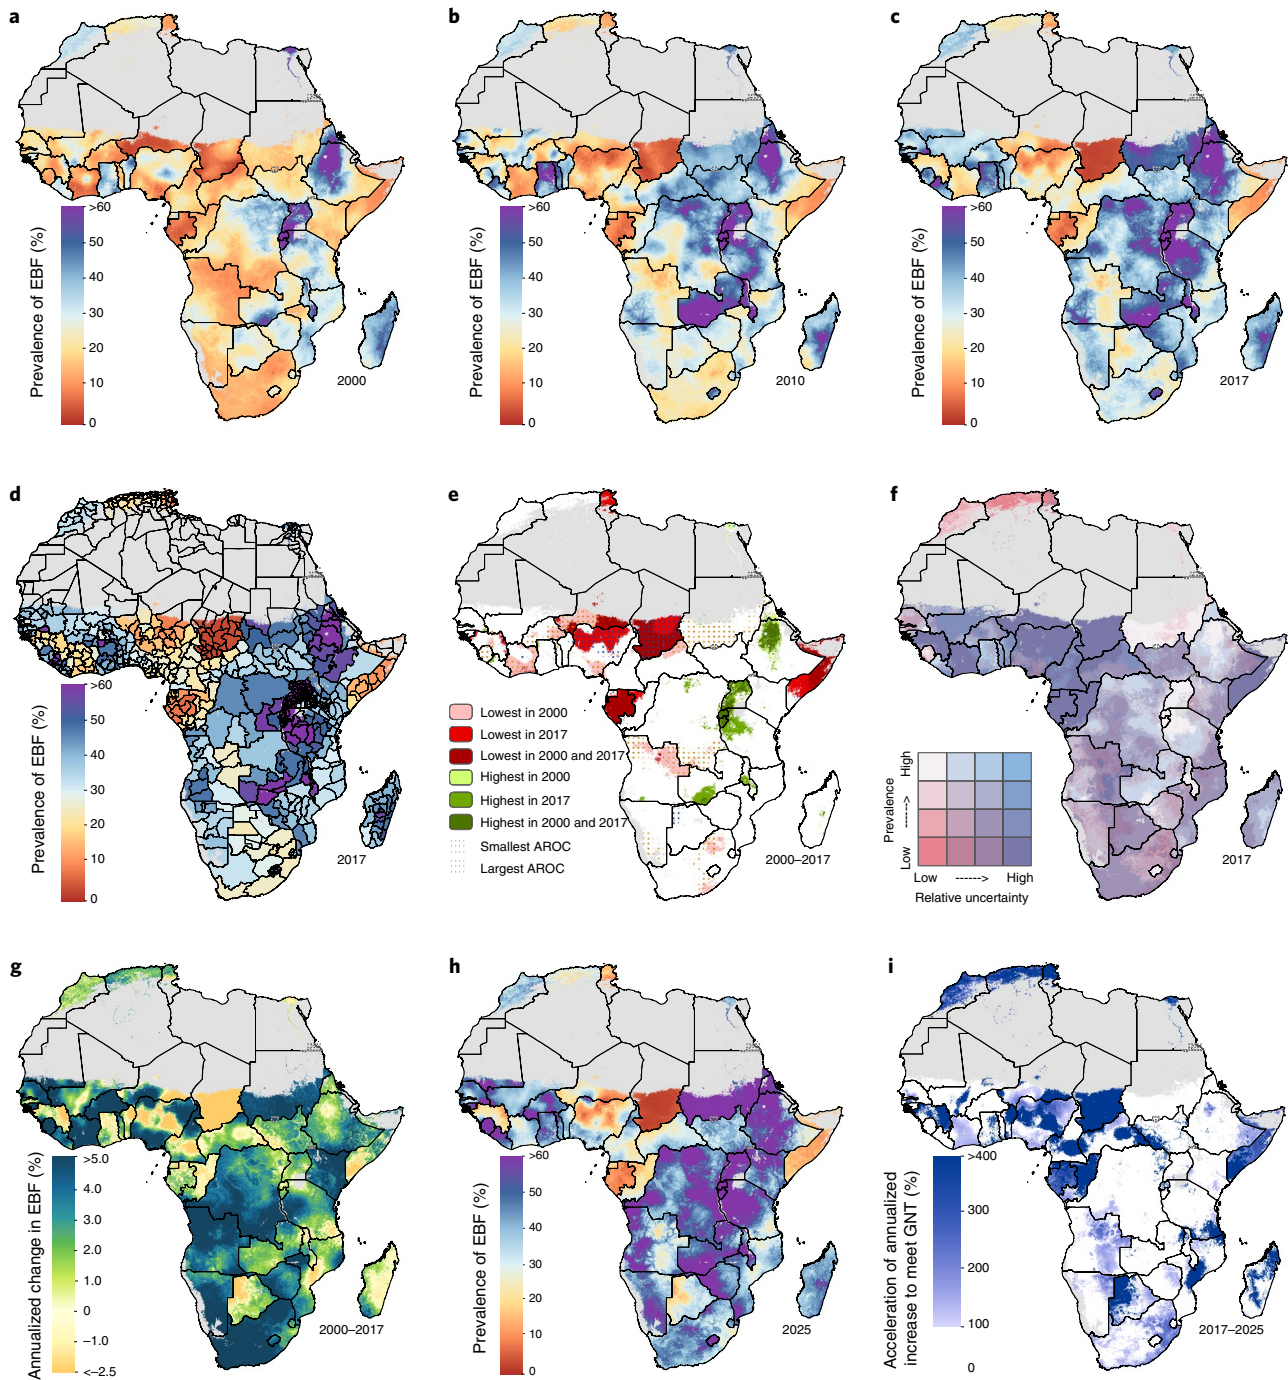 a
Prevalence of EBF (%)
>60
50
40
30
20
10
0
2000
b
Prevalence of EBF (%)
>60
50
40
30
20
10
0
2010
c
Prevalence of EBF (%)
>60
50
40
30
20
10
0
2017
d
Prevalence of EBF (%)
>60
50
40
30
20
10
0
2017
e
Lowest in 2000
Lowest in 2017
Lowest in 2000 and 2017
Highest in 2000
Highest in 2017
Highest in 2000 and 2017
Smallest AROC
Largest AROC
2000–2017
f
High
------>
Low
Prevalence
Low ------> High
Relative uncertainty
2017
g
Annualized change in EBF (%)
>5.0
4.0
3.0
2.0
1.0
0
–1.0
<–2.5
2000–2017
h
Prevalence of EBF (%)
>60
50
40
30
20
10
0
2025
i
Acceleration of annualized
increase to meet GNT (%)
>400
300
200
100
0
2017–2025